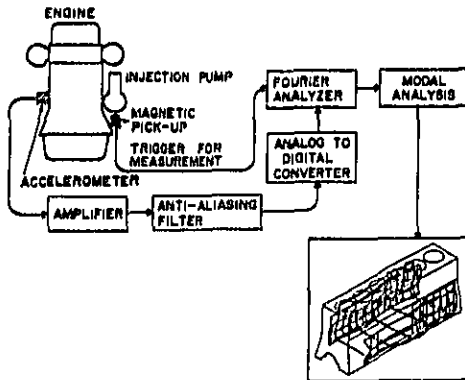 ENGINE
INJECTION PUMP
MAGNETIC
PICK-UP
TRIGGER FOR
MEASUREMENT
ACCELEROMETER
AMPLIFIER
ANTI-ALIASING
FILTER
ANALOG TO
DIGITAL
CONVERTER
FOURIER
ANALYZER
MODAL
ANALYSIS